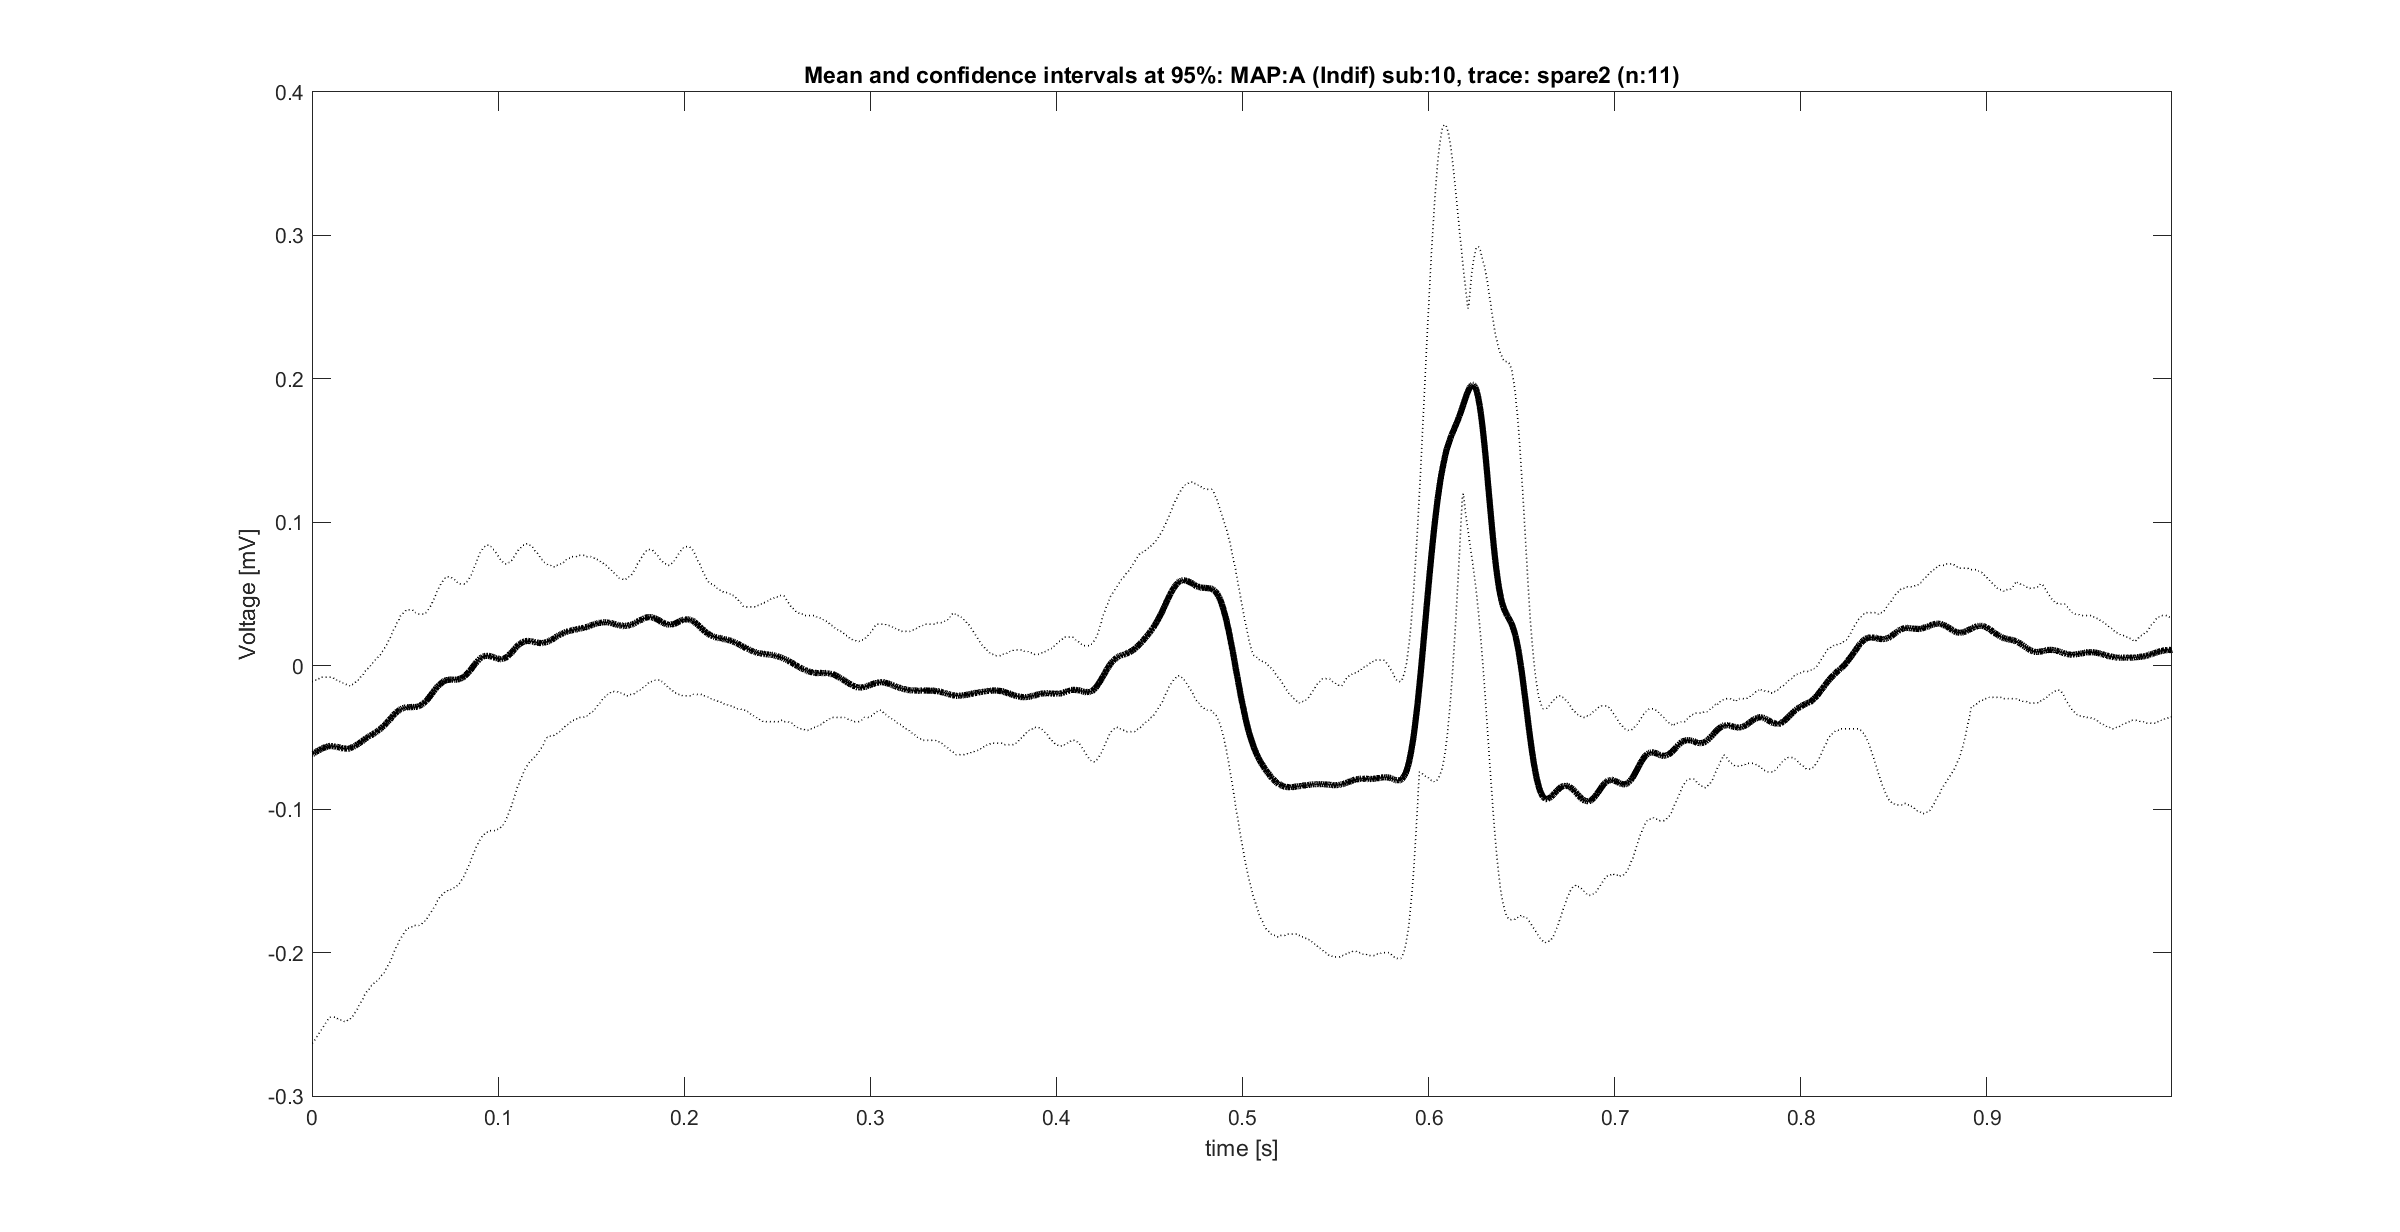 Mean and confidence intervals at 95%: MAP:A (Indif) sub:10, trace: spare2 (n:11)
0.4
0.3
0.2
0.1
0
-0.1
-0.2
-0.3
Voltage [mV]
0 0.1 0.2 0.3 0.4 0.5 0.6 0.7 0.8 0.9
time [s]